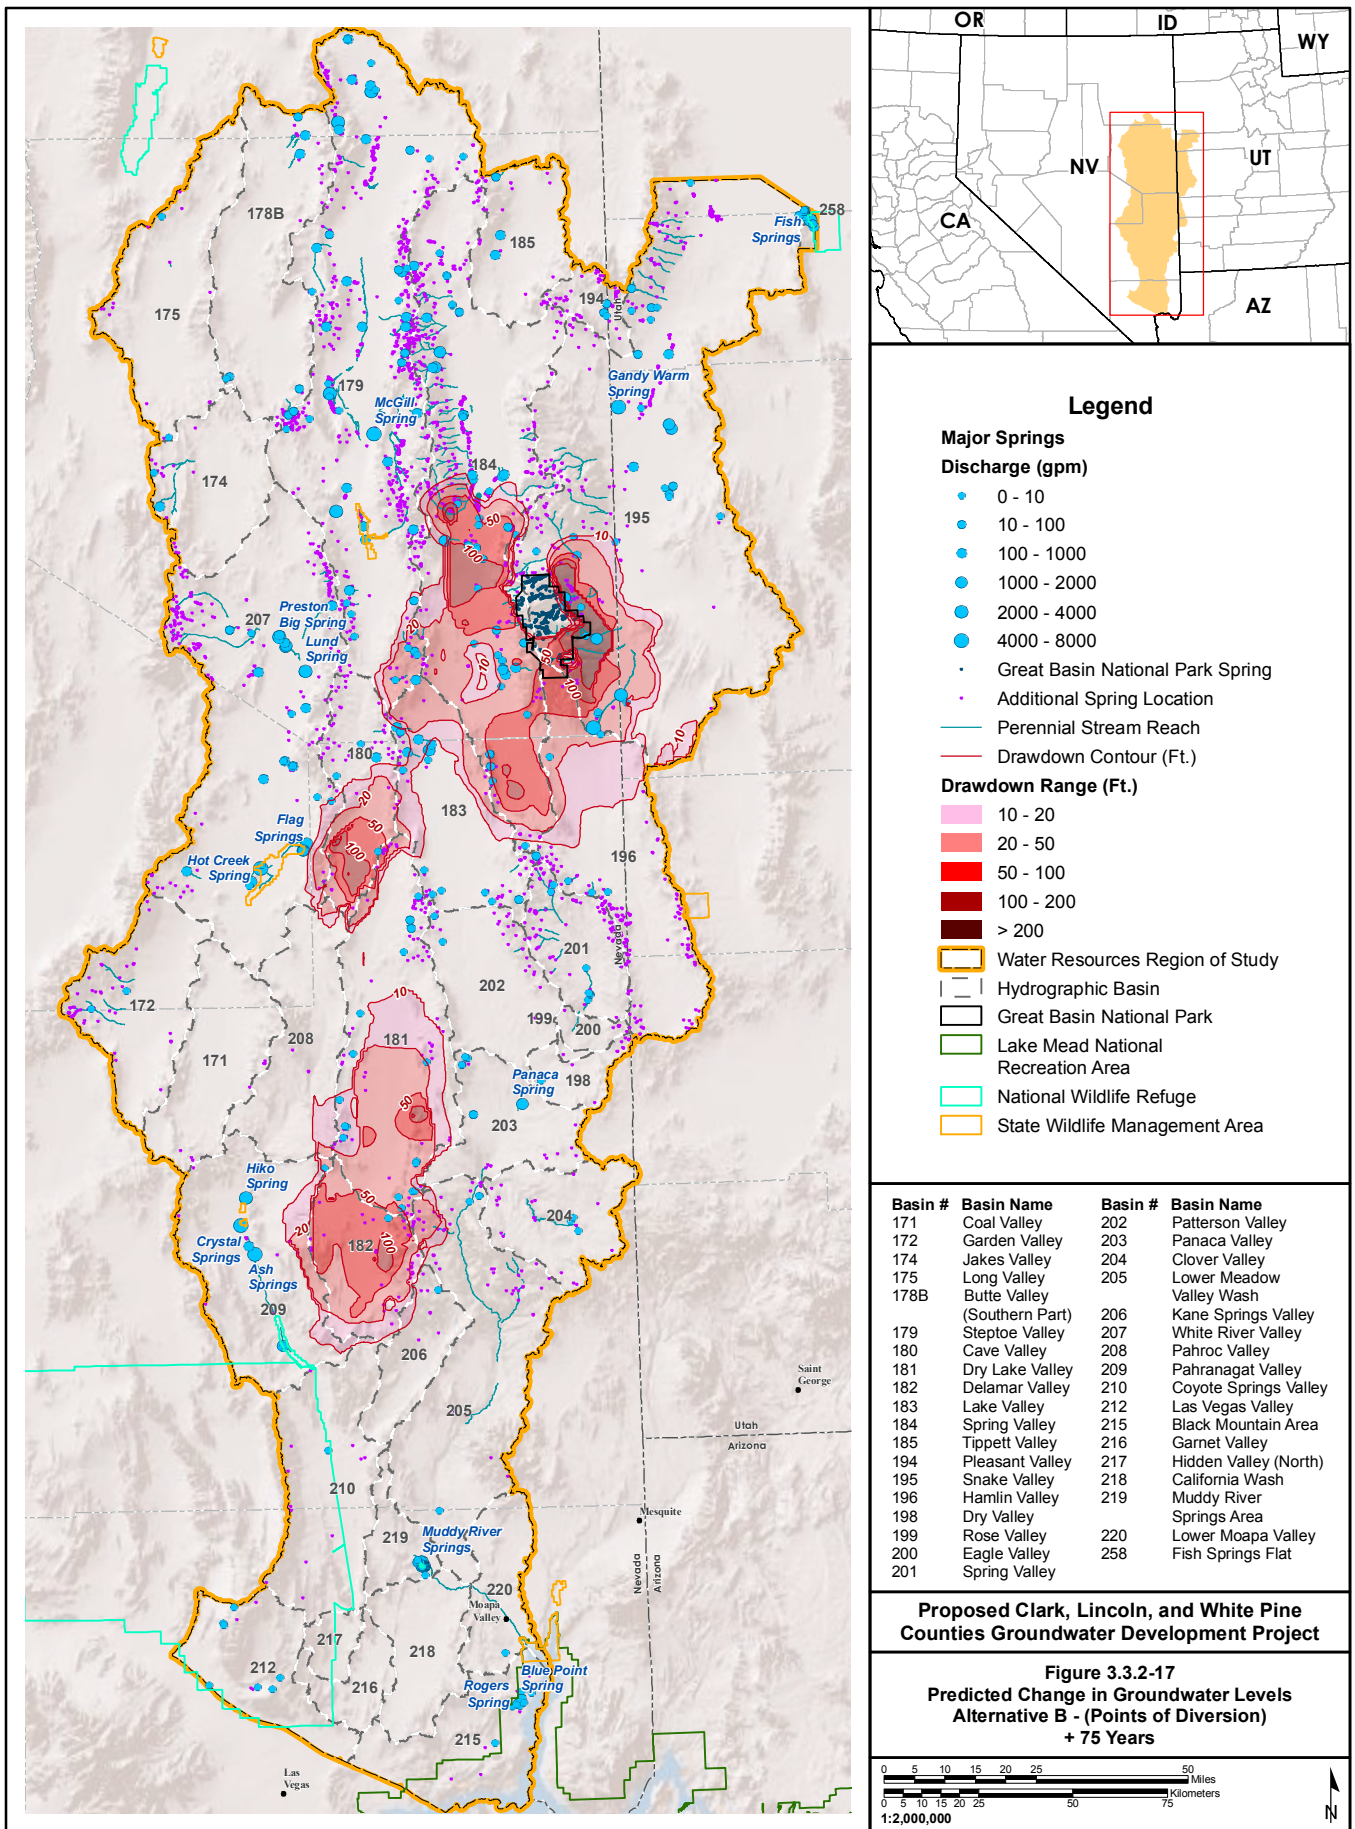 OR
ID
WY
NV
UT
CA
AZ
258
Fish
Springs
178B
185
194
Utah
175
Gandy Warm
Spring
179
McGill
Spring
184
174
195
50
10
100
Preston
Big Spring
207
Lund
Spring
20
10
50
100
10
180
183
20
50
100
Flag
Springs
Hot Creek
Spring
196
201
Nevada
202
172
10
199
200
208
181
171
Panaca
Spring
198
50
203
Hiko
Spring
50
204
20
Crystal
Springs
182
100
Ash
Springs
209
206
Saint
George
205
Utah
Arizona
210
Mesquite
219
Muddy River
Springs
Nevada
Arizona
220
Moapa
Valley
217
218
212
Blue Point
Spring
216
Rogers
Spring
215
Las
Vegas
Legend
Major Springs
Discharge (gpm)
0 - 10
10 - 100
100 - 1000
1000 - 2000
2000 - 4000
4000 - 8000
Great Basin National Park Spring
Additional Spring Location
Perennial Stream Reach
Drawdown Contour (Ft.)
Drawdown Range (Ft.)
10 - 20
20 - 50
50 - 100
100 - 200
> 200
Water Resources Region of Study
Hydrographic Basin
Great Basin National Park
Lake Mead National
Recreation Area
National Wildlife Refuge
State Wildlife Management Area
Basin # Basin Name Basin # Basin Name
171 Coal Valley 202 Patterson Valley
172 Garden Valley 203 Panaca Valley
174 Jakes Valley 204 Clover Valley
175 Long Valley 205 Lower Meadow
178B Butte Valley Valley Wash
(Southern Part) 206 Kane Springs Valley
179 Steptoe Valley 207 White River Valley
180 Cave Valley 208 Pahroc Valley
181 Dry Lake Valley 209 Pahranagat Valley
182 Delamar Valley 210 Coyote Springs Valley
183 Lake Valley 212 Las Vegas Valley
184 Spring Valley 215 Black Mountain Area
185 Tippett Valley 216 Garnet Valley
194 Pleasant Valley 217 Hidden Valley (North)
195 Snake Valley 218 California Wash
196 Hamlin Valley 219 Muddy River
198 Dry Valley Springs Area
199 Rose Valley 220 Lower Moapa Valley
200 Eagle Valley 258 Fish Springs Flat
201 Spring Valley
Proposed Clark, Lincoln, and White Pine
Counties Groundwater Development Project
Figure 3.3.2-17
Predicted Change in Groundwater Levels
Alternative B - (Points of Diversion)
+ 75 Years
0 5 10 15 20 25 50
Miles
Kilometers
0 5 10 15 20 25 50 75
1:2,000,000
N